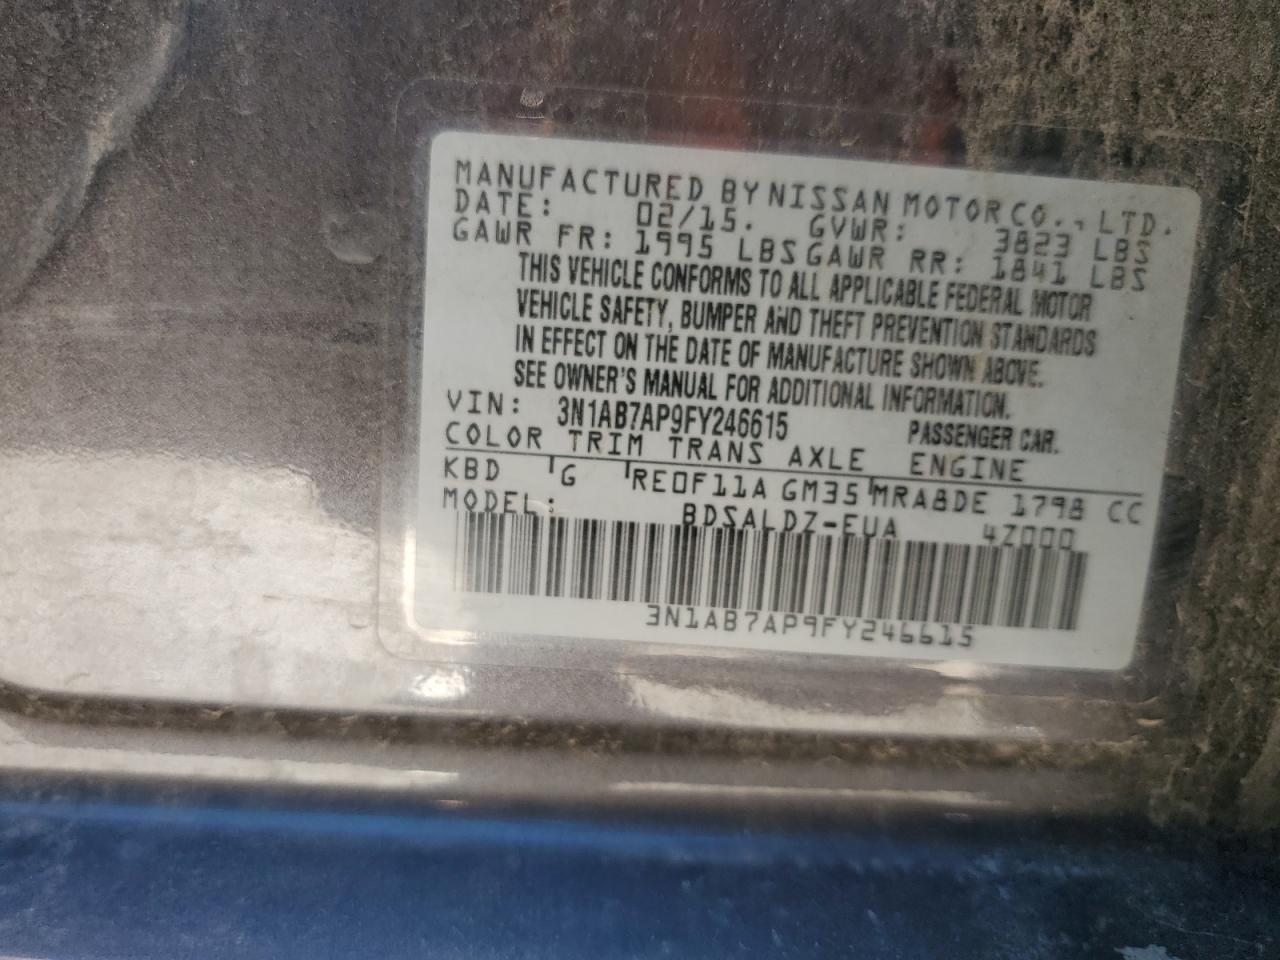 MANUFACTURED BY NISSAN MOTOR CO., LTD.
DATE: 02/15. GVWR: 3823 LBS
GAWR FR: 1995 LBS GAWR RR: 1841 LBS
THIS VEHICLE CONFORMS TO ALL APPLICABLE FEDERAL MOTOR
VEHICLE SAFETY, BUMPER AND THEFT PREVENTION STANDARDS
IN EFFECT ON THE DATE OF MANUFACTURE SHOWN ABOVE.
SEE OWNER'S MANUAL FOR ADDITIONAL INFORMATION.
VIN: 3N1AB7AP9FY246615 PASSENGER CAR.
COLOR TRIM TRANS AXLE ENGINE
KBD G RE0F11A GM35 MRA8DE 1798 CC
MODEL: BDSALDZ-EUA 4Z000
3N1AB7AP9FY246615